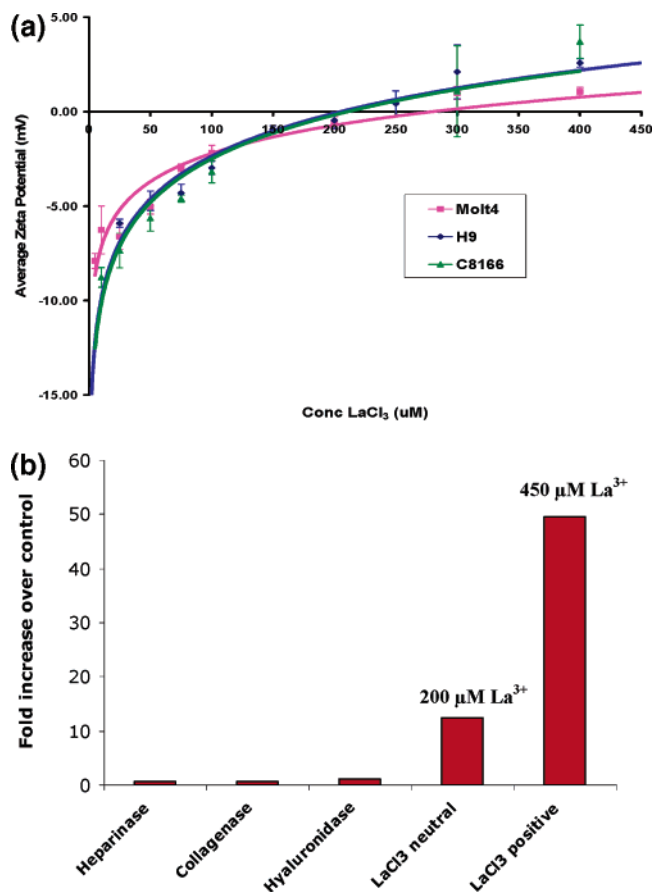 (a)
5.00
0.00
-5.00
-10.00
-15.00
0 50 100 150 200 250 300 350 400 450
Average Zeta Potential (mV)
Conc LaCl₃ (uM)
Molt4
H9
C8166
(b)
60
50
40
30
20
10
0
Fold increase over control
450 µM La³⁺
200 µM La³⁺
Heparinase
Collagenase
Hyaluronidase
LaCl3 neutral
LaCl3 positive